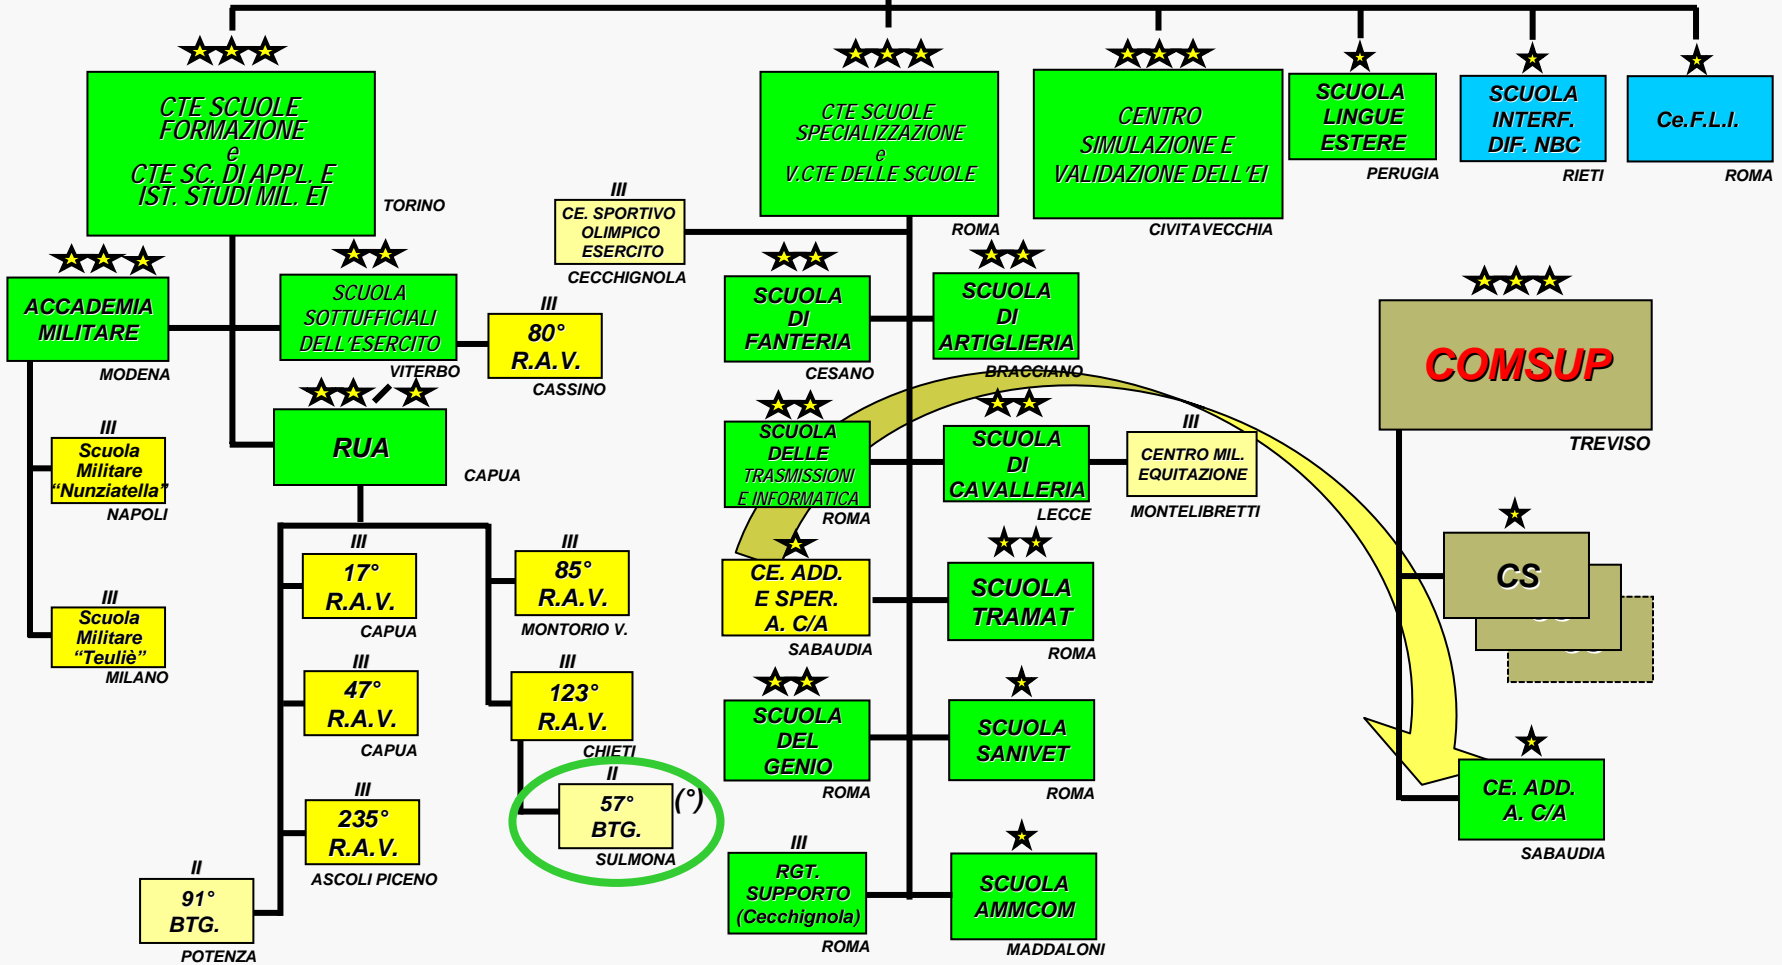 CTE SCUOLE
FORMAZIONE
e
CTE SC. DI APPL. E
IST. STUDI MIL. EI
TORINO
CTE SCUOLE
SPECIALIZZAZIONE
e
V.CTE DELLE SCUOLE
ROMA
CENTRO
SIMULAZIONE E
VALIDAZIONE DELL'EI
CIVITAVECCHIA
SCUOLA
LINGUE
ESTERE
PERUGIA
SCUOLA
INTERF.
DIF. NBC
RIETI
Ce.F.L.I.
ROMA
III
CE. SPORTIVO
OLIMPICO
ESERCITO
CECCHIGNOLA
ACCADEMIA
MILITARE
MODENA
SCUOLA
SOTTUFFICIALI
DELL'ESERCITO
VITERBO
III
80°
R.A.V.
CASSINO
RUA
CAPUA
III
Scuola
Militare
“Nunziatella”
NAPOLI
III
Scuola
Militare
“Teuliè”
MILANO
III
17°
R.A.V.
CAPUA
III
85°
R.A.V.
MONTORIO V.
III
47°
R.A.V.
CAPUA
III
123°
R.A.V.
CHIETI
III
235°
R.A.V.
ASCOLI PICENO
II
57°
BTG.
(°)
SULMONA
II
91°
BTG.
POTENZA
SCUOLA
DI
FANTERIA
CESANO
SCUOLA
DI
ARTIGLIERIA
BRACCIANO
SCUOLA
DELLE
TRASMISSIONI
E INFORMATICA
ROMA
SCUOLA
DI
CAVALLERIA
LECCE
III
CENTRO MIL.
EQUITAZIONE
MONTELIBRETTI
CE. ADD.
E SPER.
A. C/A
SABAUDIA
SCUOLA
TRAMAT
ROMA
SCUOLA
DEL
GENIO
ROMA
SCUOLA
SANIVET
ROMA
III
RGT.
SUPPORTO
(Cecchignola)
ROMA
SCUOLA
AMMCOM
MADDALONI
COMSUP
TREVISO
CS
CE. ADD.
A. C/A
SABAUDIA